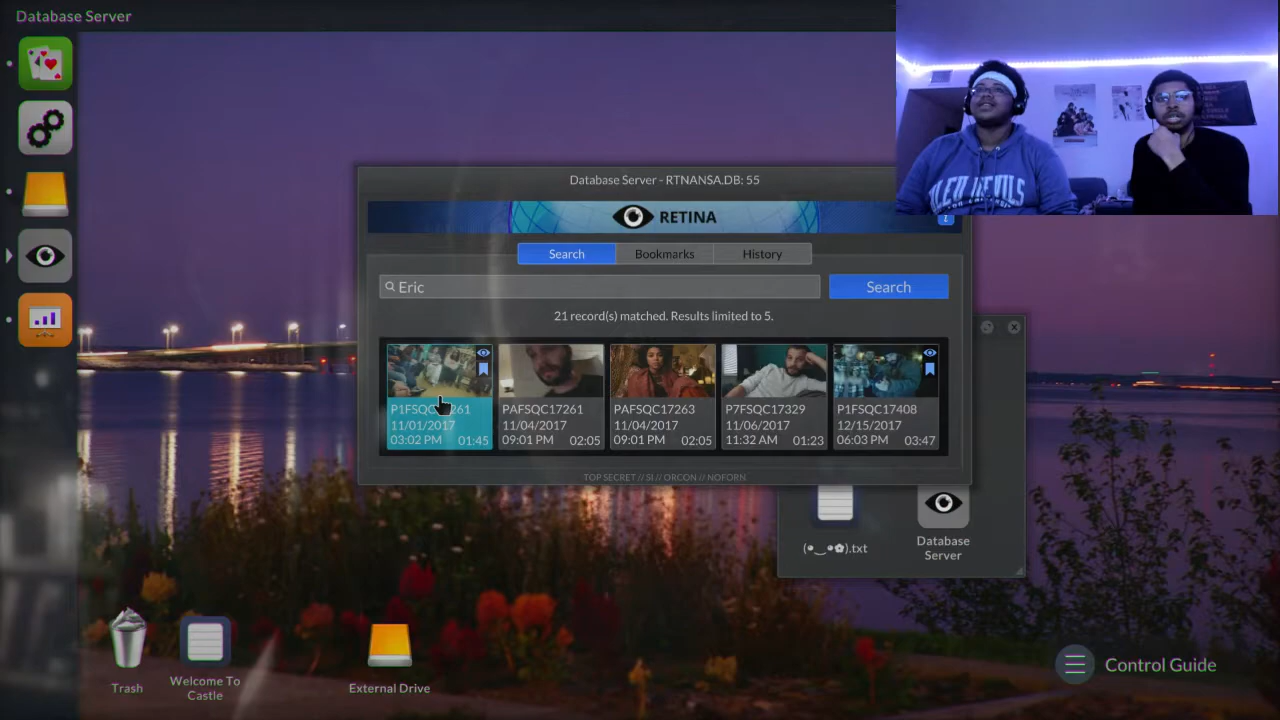 Database Server
Database Server - RTNANSA.DB: 55
RETINA
Search
Bookmarks
History
Eric
Search
21 record(s) matched. Results limited to 5.
11/01/2017
03:02 PM 01:45
PAFSQC17261
11/04/2017
09:01 PM 02:05
PAFSQC17263
11/04/2017
09:01 PM 02:05
P7FSQC17329
11/06/2017
11:32 AM 01:23
P1FSQC17408
12/15/2017
06:03 PM 03:47
TOP SECRET // SI // ORCON // NOFORN
(•‿•✿).txt
Database
Server
Trash
Welcome To
Castle
External Drive
Control Guide